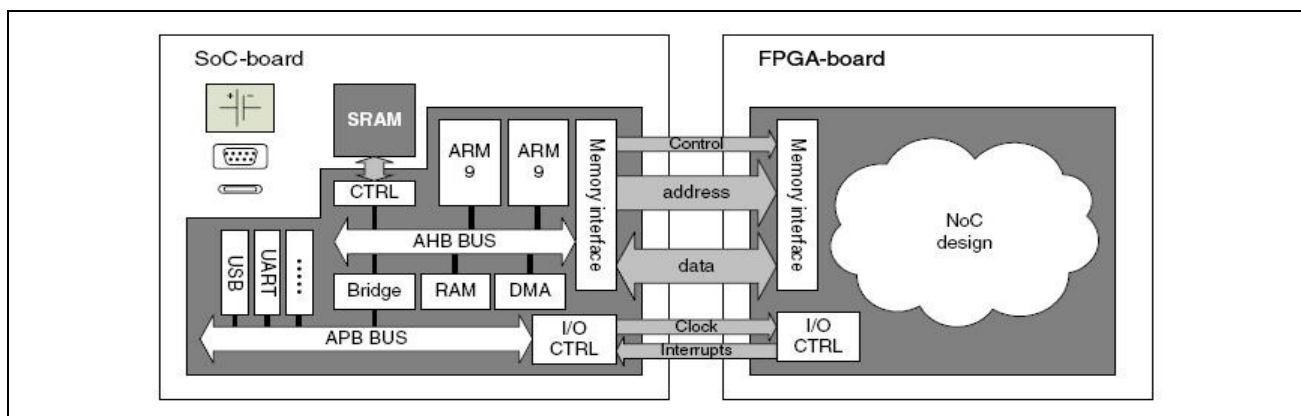 SoC-board
FPGA-board
+ -
SRAM
ARM
9
ARM
9
Memory interface
Control
address
data
Memory interface
NoC
design
CTRL
AHB BUS
USB
UART
......
Bridge
RAM
DMA
APB BUS
I/O
CTRL
Clock
Interrupts
I/O
CTRL